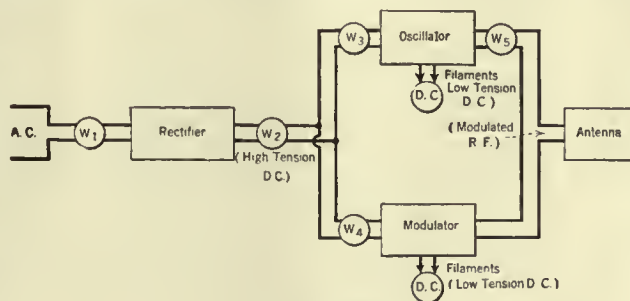 A.C.
W1
Rectifier
W2
(High Tension
D.C.)
W3
Oscillator
W5
Filaments
Low Tension
D C)
D.C
(Modulated
R F.)
Antenna
W4
Modulator
Filaments
(Low Tension D C.)
D.C.